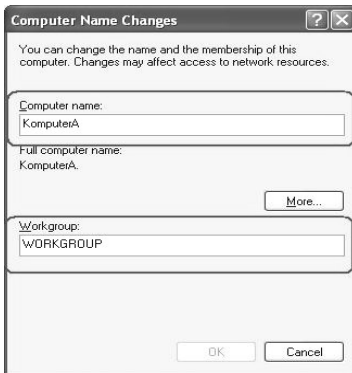 Computer Name Changes
You can change the name and the membership of this
computer. Changes may affect access to network resources.
Computer name:
KomputerA
Full computer name:
KomputerA.
More...
Workgroup:
WORKGROUP
OK
Cancel